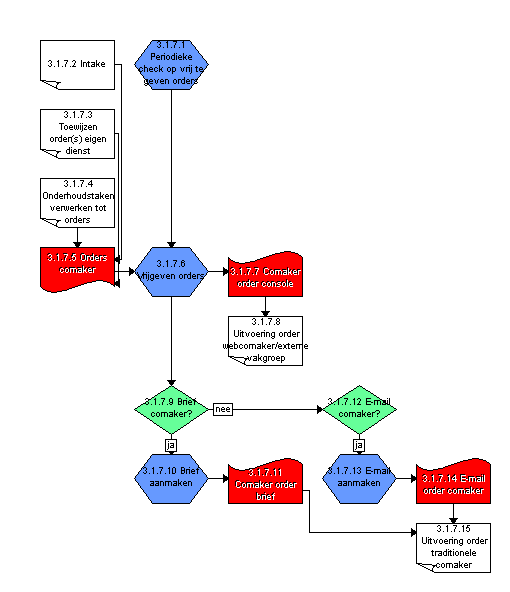 3.1.7.1
Periodieke
check op vrij te
geven orders
3.1.7.2 Intake
3.1.7.3
Toewijzen
order(s) eigen
dienst
3.1.7.4
Onderhoudstaken
verwerken tot
orders
3.1.7.5 Orders
comaker
3.1.7.6
vrijgeven orders
3.1.7.7 Comaker
order console
3.1.7.8
Uitvoering order
webcomaker/externe
vakgroep
3.1.7.9 Brief
comaker?
nee
3.1.7.12 E-mail
comaker?
ja
ja
3.1.7.10 Brief
aanmaken
3.1.7.11
Comaker order
brief
3.1.7.13 E-mail
aanmaken
3.1.7.14 E-mail
order comaker
3.1.7.15
Uitvoering order
traditionele
comaker